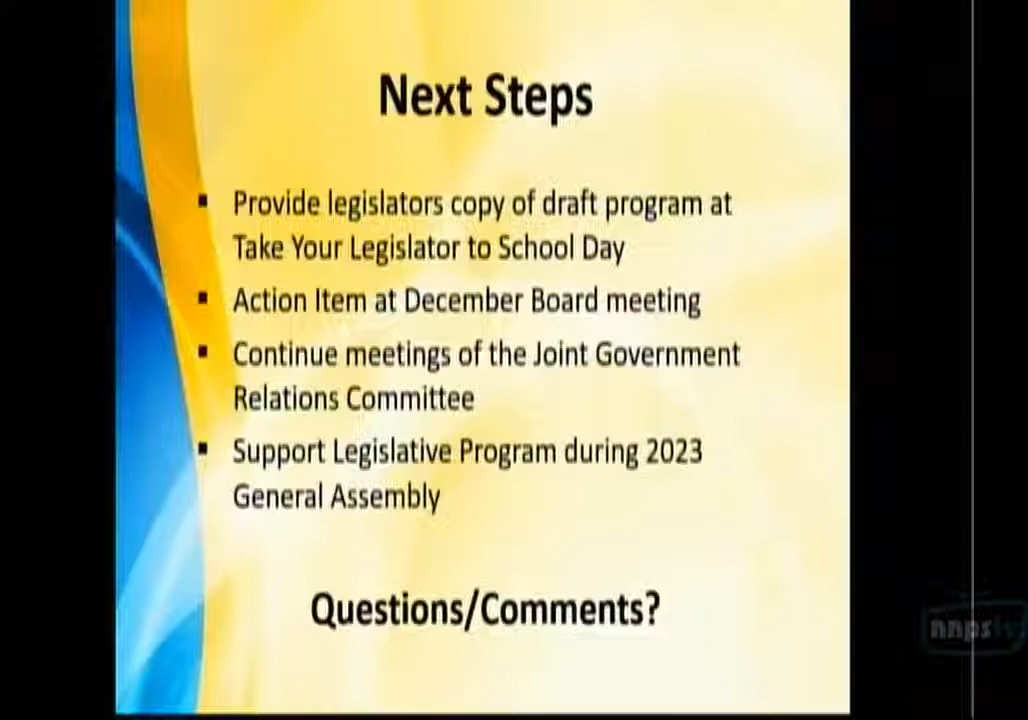 Next Steps
▪ Provide legislators copy of draft program at
Take Your Legislator to School Day
▪ Action Item at December Board meeting
▪ Continue meetings of the Joint Government
Relations Committee
▪ Support Legislative Program during 2023
General Assembly
Questions/Comments?
nnpstv